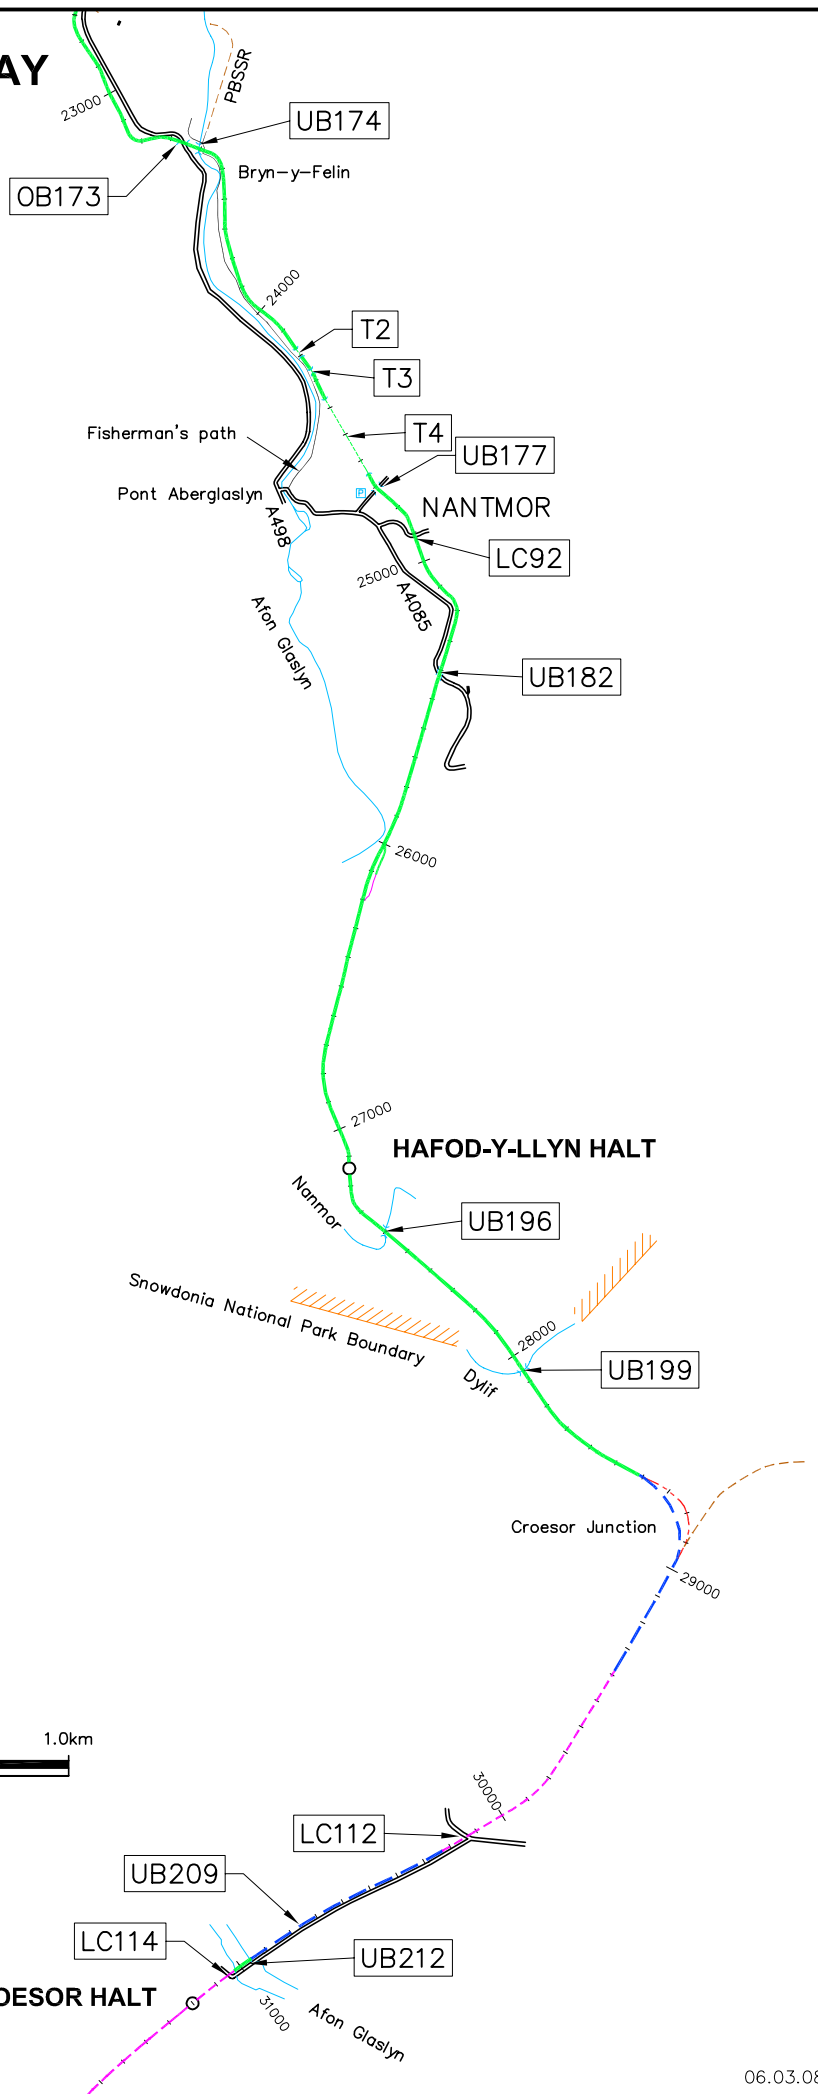 AY
PBSSR
23000
UB174
Bryn-y-Felin
OB173
24000
T2
T3
Fisherman's path
T4
UB177
Pont Aberglaslyn
NANTMOR
A498
LC92
25000
A4085
Afon Glaslyn
UB182
26000
27000
HAFOD-Y-LLYN HALT
Nanmor
UB196
Snowdonia National Park Boundary
28000
UB199
Dylif
Croesor Junction
29000
1.0km
30000
LC112
UB209
LC114
UB212
OESOR HALT
31000
Afon Glaslyn
06.03.08